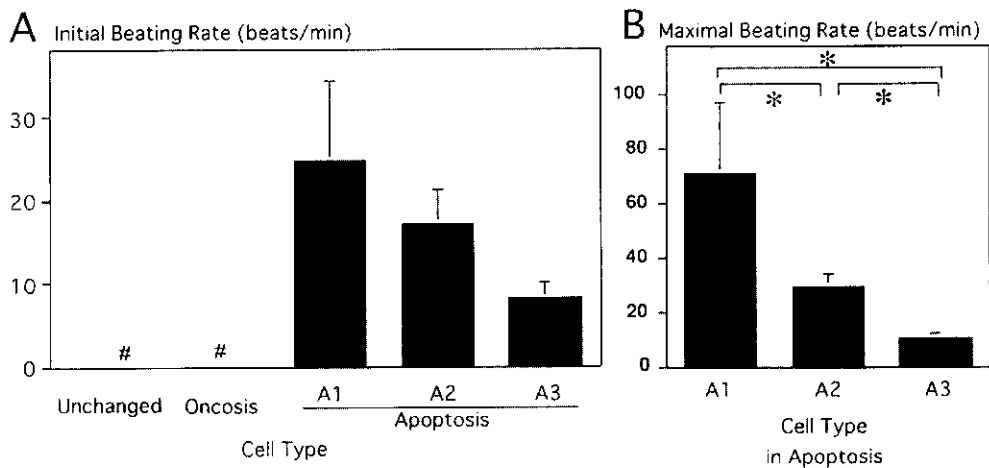 A Initial Beating Rate (beats/min)
30
20
10
0
# #
Unchanged Oncosis A1 A2 A3
Apoptosis
Cell Type
B Maximal Beating Rate (beats/min)
*
* *
100
80
60
40
20
0
A1 A2 A3
Cell Type
in Apoptosis